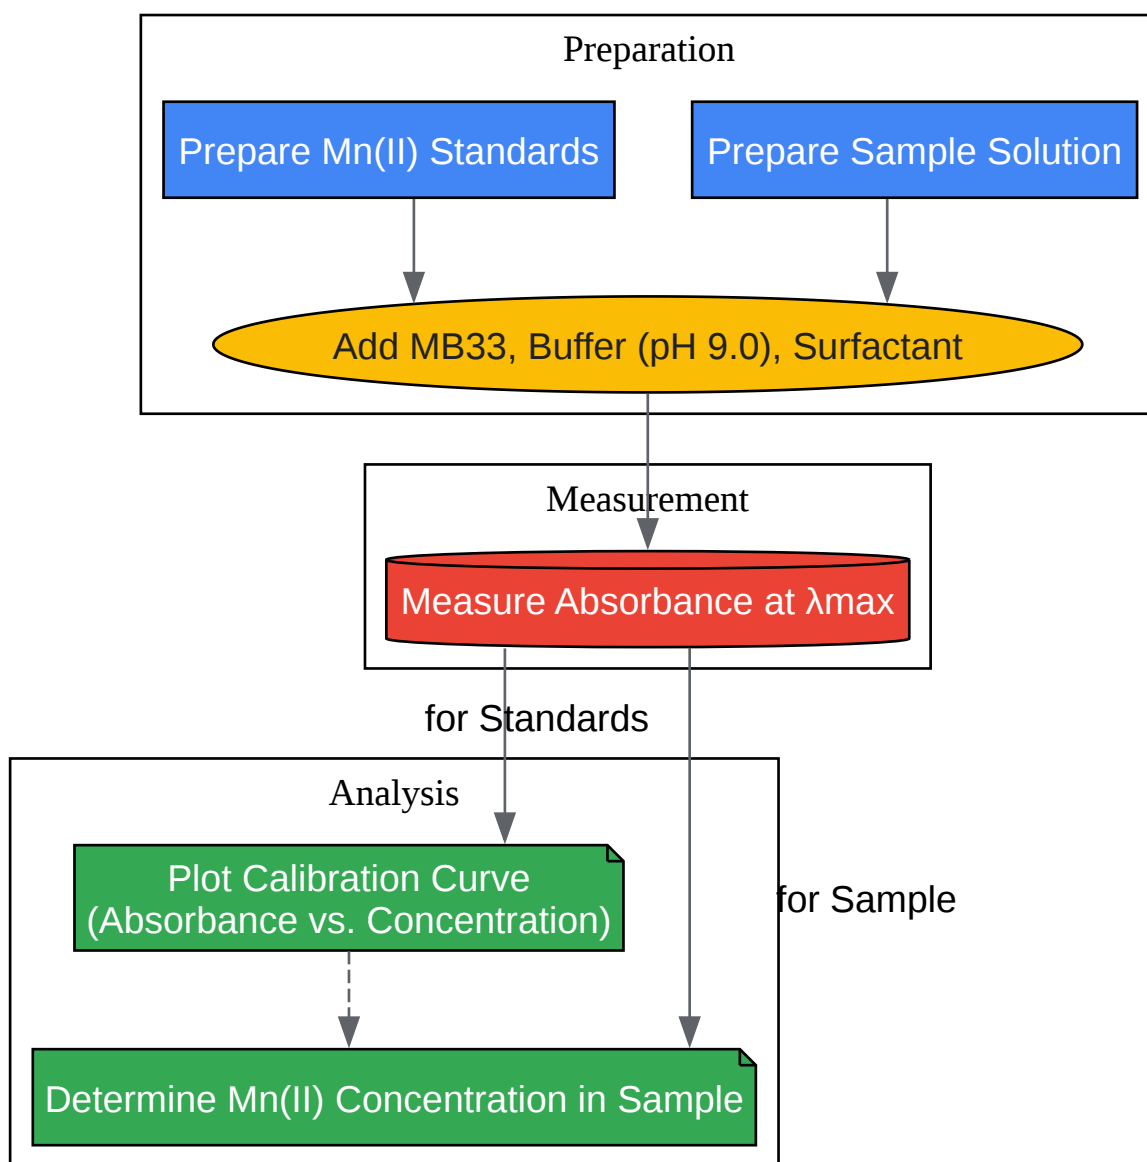 Preparation
Prepare Mn(II) Standards
Prepare Sample Solution
Add MB33, Buffer (pH 9.0), Surfactant
Measurement
Measure Absorbance at λmax
for Standards
Analysis
Plot Calibration Curve
(Absorbance vs. Concentration)
for Sample
Determine Mn(II) Concentration in Sample